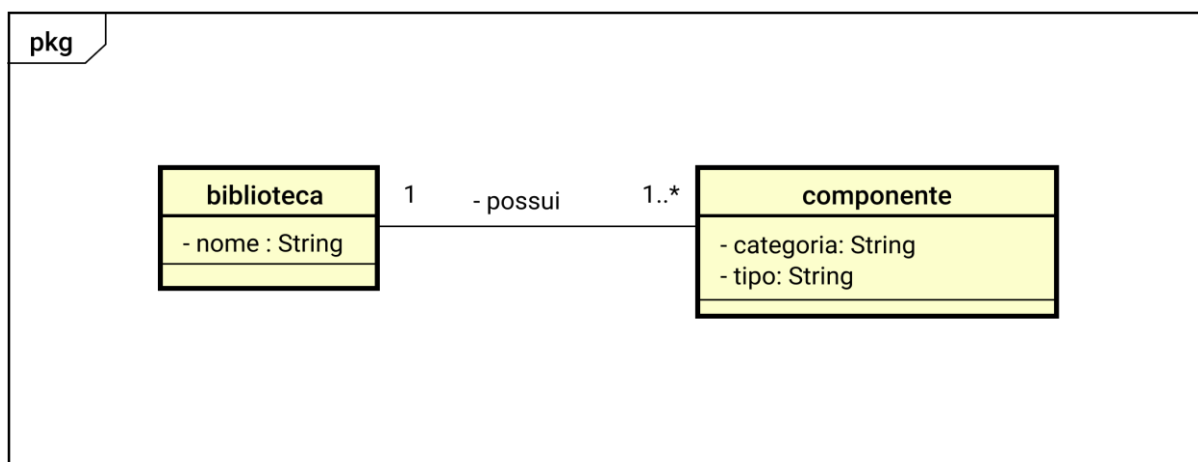 pkg
biblioteca
- nome : String
1
- possui
1..*
componente
- categoria: String
- tipo: String